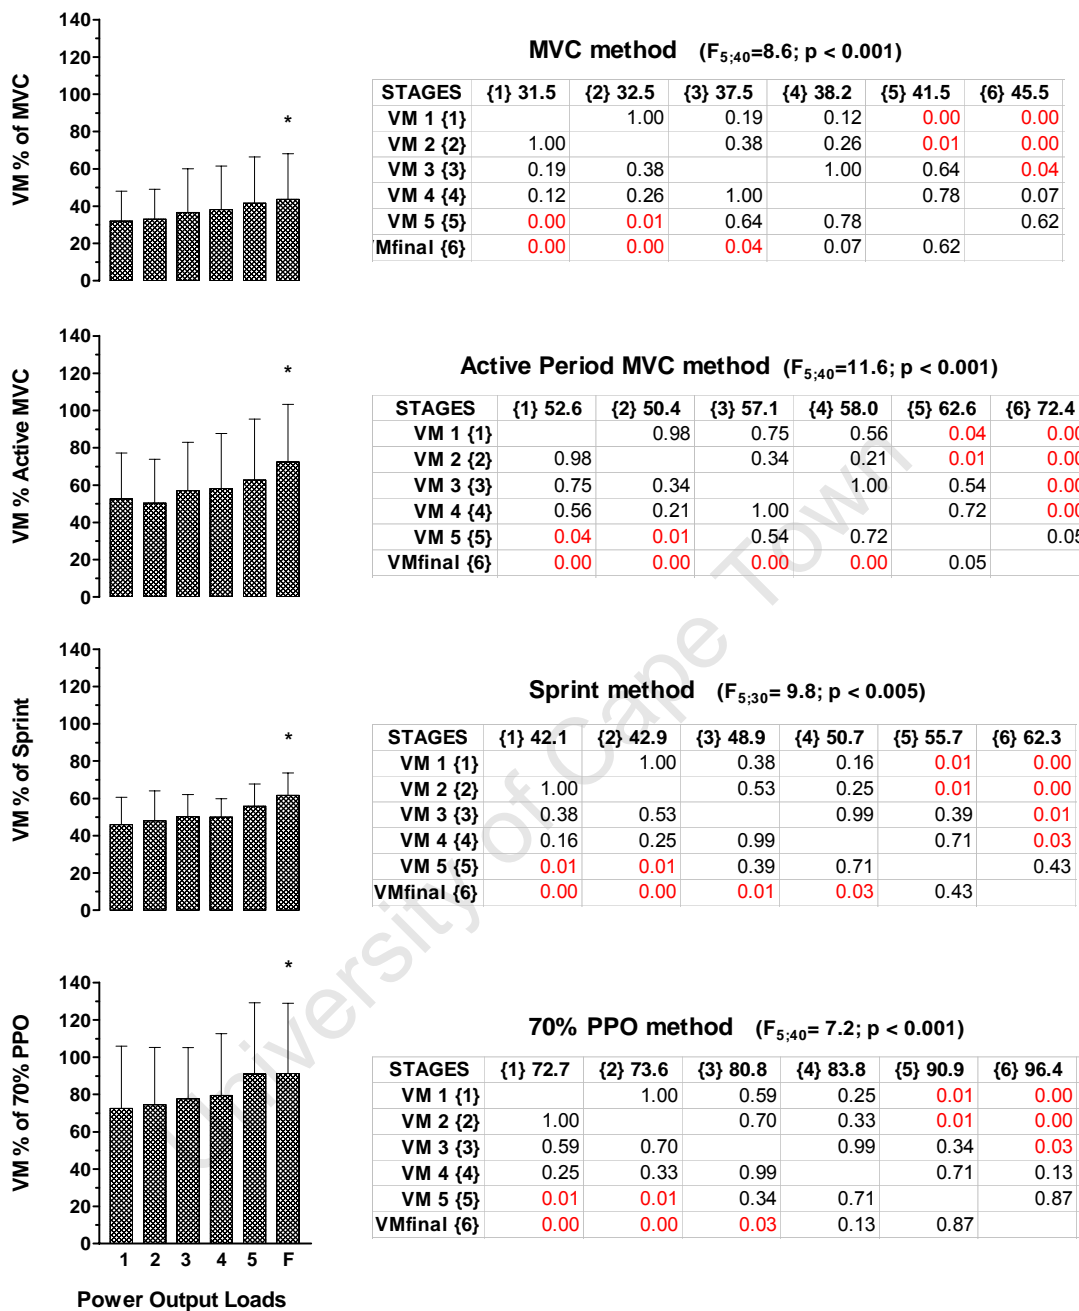 MVC method (F5;40=8.6; p < 0.001)
140
120
100
80
60
40
20
0
VM % of MVC
*
STAGES {1} 31.5 {2} 32.5 {3} 37.5 {4} 38.2 {5} 41.5 {6} 45.5
VM 1 {1} 1.00 0.19 0.12 0.00 0.00
VM 2 {2} 1.00 0.38 0.26 0.01 0.00
VM 3 {3} 0.19 0.38 1.00 0.64 0.04
VM 4 {4} 0.12 0.26 1.00 0.78 0.07
VM 5 {5} 0.00 0.01 0.64 0.78 0.62
Mfinal {6} 0.00 0.00 0.04 0.07 0.62
140
120
100
80
60
40
20
0
VM % Active MVC
*
Active Period MVC method (F5;40=11.6; p < 0.001)
STAGES {1} 52.6 {2} 50.4 {3} 57.1 {4} 58.0 {5} 62.6 {6} 72.4
VM 1 {1} 0.98 0.75 0.56 0.04 0.00
VM 2 {2} 0.98 0.34 0.21 0.01 0.00
VM 3 {3} 0.75 0.34 1.00 0.54 0.00
VM 4 {4} 0.56 0.21 1.00 0.72 0.00
VM 5 {5} 0.04 0.01 0.54 0.72 0.05
VMfinal {6} 0.00 0.00 0.00 0.00 0.05
140
120
100
80
60
40
20
0
VM % of Sprint
*
Sprint method (F5;30= 9.8; p < 0.005)
STAGES {1} 42.1 {2} 42.9 {3} 48.9 {4} 50.7 {5} 55.7 {6} 62.3
VM 1 {1} 1.00 0.38 0.16 0.01 0.00
VM 2 {2} 1.00 0.53 0.25 0.01 0.00
VM 3 {3} 0.38 0.53 0.99 0.39 0.01
VM 4 {4} 0.16 0.25 0.99 0.71 0.03
VM 5 {5} 0.01 0.01 0.39 0.71 0.43
VMfinal {6} 0.00 0.00 0.01 0.03 0.43
140
120
100
80
60
40
20
0
VM % of 70% PPO
*
70% PPO method (F5;40= 7.2; p < 0.001)
STAGES {1} 72.7 {2} 73.6 {3} 80.8 {4} 83.8 {5} 90.9 {6} 96.4
VM 1 {1} 1.00 0.59 0.25 0.01 0.00
VM 2 {2} 1.00 0.70 0.33 0.01 0.00
VM 3 {3} 0.59 0.70 0.99 0.34 0.03
VM 4 {4} 0.25 0.33 0.99 0.71 0.13
VM 5 {5} 0.01 0.01 0.34 0.71 0.87
VMfinal {6} 0.00 0.00 0.03 0.13 0.87
1 2 3 4 5 F
Power Output Loads
University of Cape Town